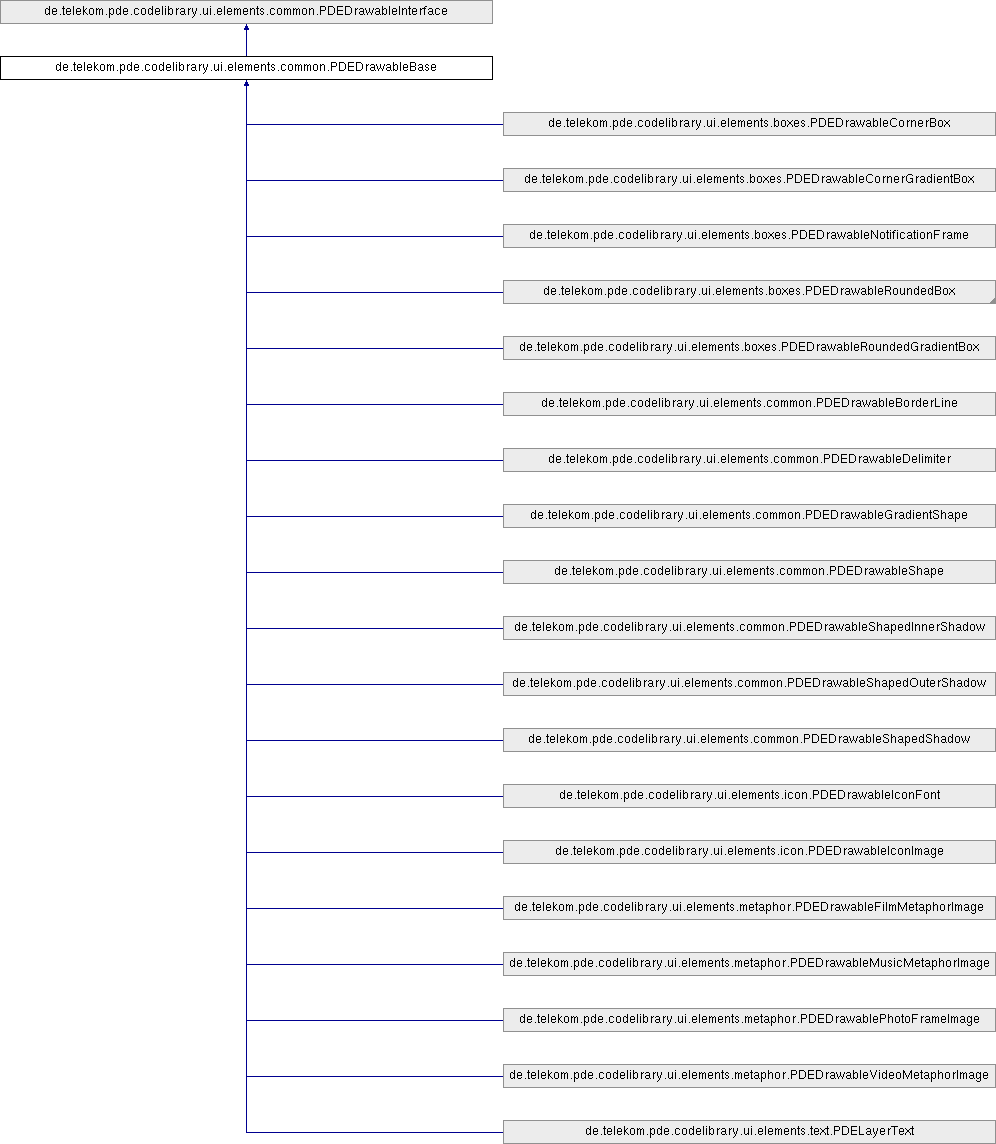 de.telekom.pde.codelibrary.ui.elements.common.PDEDrawableInterface
de.telekom.pde.codelibrary.ui.elements.common.PDEDrawableBase
de.telekom.pde.codelibrary.ui.elements.boxes.PDEDrawableCornerBox
de.telekom.pde.codelibrary.ui.elements.boxes.PDEDrawableCornerGradientBox
de.telekom.pde.codelibrary.ui.elements.boxes.PDEDrawableNotificationFrame
de.telekom.pde.codelibrary.ui.elements.boxes.PDEDrawableRoundedBox
de.telekom.pde.codelibrary.ui.elements.boxes.PDEDrawableRoundedGradientBox
de.telekom.pde.codelibrary.ui.elements.common.PDEDrawableBorderLine
de.telekom.pde.codelibrary.ui.elements.common.PDEDrawableDelimiter
de.telekom.pde.codelibrary.ui.elements.common.PDEDrawableGradientShape
de.telekom.pde.codelibrary.ui.elements.common.PDEDrawableShape
de.telekom.pde.codelibrary.ui.elements.common.PDEDrawableShapedInnerShadow
de.telekom.pde.codelibrary.ui.elements.common.PDEDrawableShapedOuterShadow
de.telekom.pde.codelibrary.ui.elements.common.PDEDrawableShapedShadow
de.telekom.pde.codelibrary.ui.elements.icon.PDEDrawableIconFont
de.telekom.pde.codelibrary.ui.elements.icon.PDEDrawableIconImage
de.telekom.pde.codelibrary.ui.elements.metaphor.PDEDrawableFilmMetaphorImage
de.telekom.pde.codelibrary.ui.elements.metaphor.PDEDrawableMusicMetaphorImage
de.telekom.pde.codelibrary.ui.elements.metaphor.PDEDrawablePhotoFrameImage
de.telekom.pde.codelibrary.ui.elements.metaphor.PDEDrawableVideoMetaphorImage
de.telekom.pde.codelibrary.ui.elements.text.PDELayerText